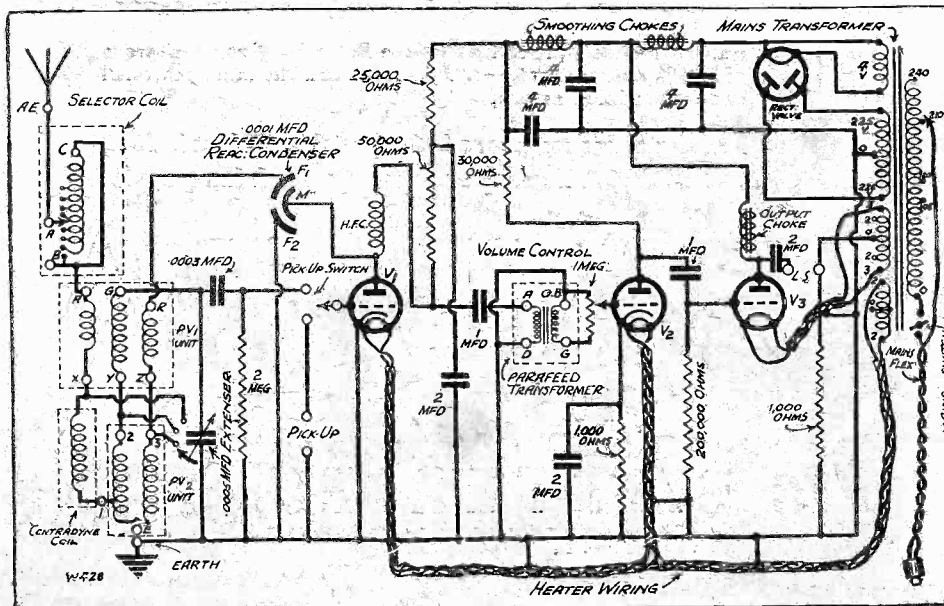 SMOOTHING CHOKES
MAINS TRANSFORMER
AE
SELECTOR COIL
C
A
B
.0001 MFD
DIFFERENTIAL
REAC: CONDENSER
F1
M
F2
25,000
OHMS
50,000
OHMS
4
MFD
4
MFD
4
MFD
30,000
OHMS
RECT.
VALVE
4
V
225
V
0
240
210
H.F.C.
OUTPUT
CHOKE
2
MFD
L.S
.0003 MFD
PICK-UP SWITCH
V1
VOLUME CONTROL
1 MEG
1
MFD
A
G.B
D
G
PARAFEED
TRANSFORMER
V2
1
MFD
V3
R
G
R
PV1
UNIT
X
Y
Z
2
MEG
.0005 MFD EXTENSER
PICK-UP
2
PV2
UNIT
E
CONTRADYNE
COIL
2
MFD
1,000
OHMS
2
MFD
200,000 OHMS
1,000
OHMS
MAINS
FLEX
EARTH
W428
HEATER WIRING